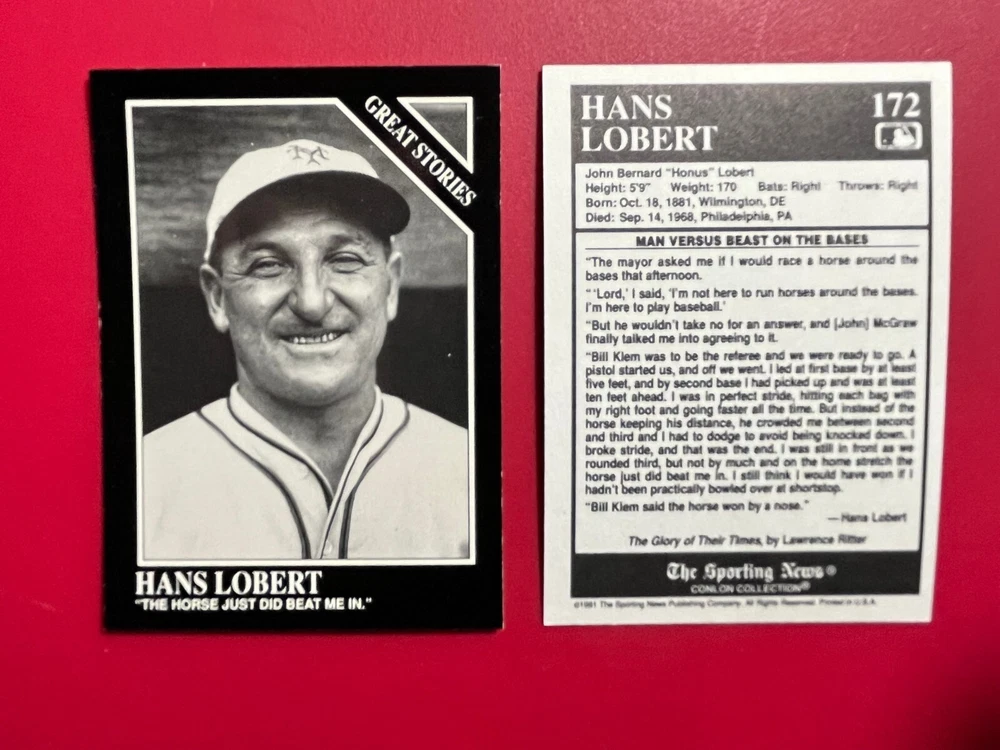 GREAT STORIES
HANS LOBERT
"THE HORSE JUST DID BEAT ME IN."
HANS
LOBERT
172
John Bernard "Honus" Lobert
Height: 5'9" Weight: 170 Bats: Right Throws: Right
Born: Oct. 18, 1881, Wilmington, DE
Died: Sep. 14, 1968, Philadelphia, PA
MAN VERSUS BEAST ON THE BASES
"The mayor asked me if I would race a horse around the
bases that afternoon.
"'Lord,' I said, 'I'm not here to run horses around the bases.
I'm here to play baseball.'
"But he wouldn't take no for an answer, and [John] McGraw
finally talked me into agreeing to it.
"Bill Klem was to be the referee and we were ready to go. A
pistol started us, and off we went. I led at first base by at least
five feet, and by second base I had picked up and was at least
ten feet ahead. I was in perfect stride, hitting each bag with
my right foot and going faster all the time. But instead of the
horse keeping his distance, he crowded me between second
and third and I had to dodge to avoid being knocked down. I
broke stride, and that was the end. I was still in front as we
rounded third, but not by much and on the home stretch the
horse just did beat me in. I still think I would have won if I
hadn't been practically bowled over at shortstop.
"Bill Klem said the horse won by a nose."
—Hans Lobert
The Glory of Their Times, by Lawrence Ritter
The Sporting News®
CONLON COLLECTION®
©1991 The Sporting News Publishing Company. All Rights Reserved. Printed in U.S.A.